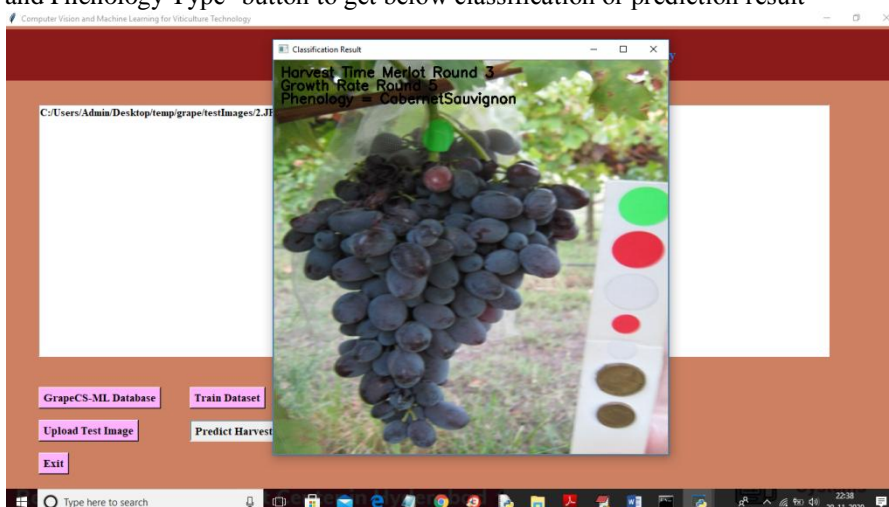 and Phenology Type' button to get below classification or prediction result
Computer Vision and Machine Learning for Viticulture Technology
Classification Result
Harvest Time Merlot Round 3
Growth Rate Round 5
Phenology = CabernetSauvignon
C:/Users/Admin/Desktop/temp/grape/testImages/2.J
GrapeCS-ML Database
Train Dataset
Upload Test Image
Predict Harvest
Exit
Type here to search
22:38